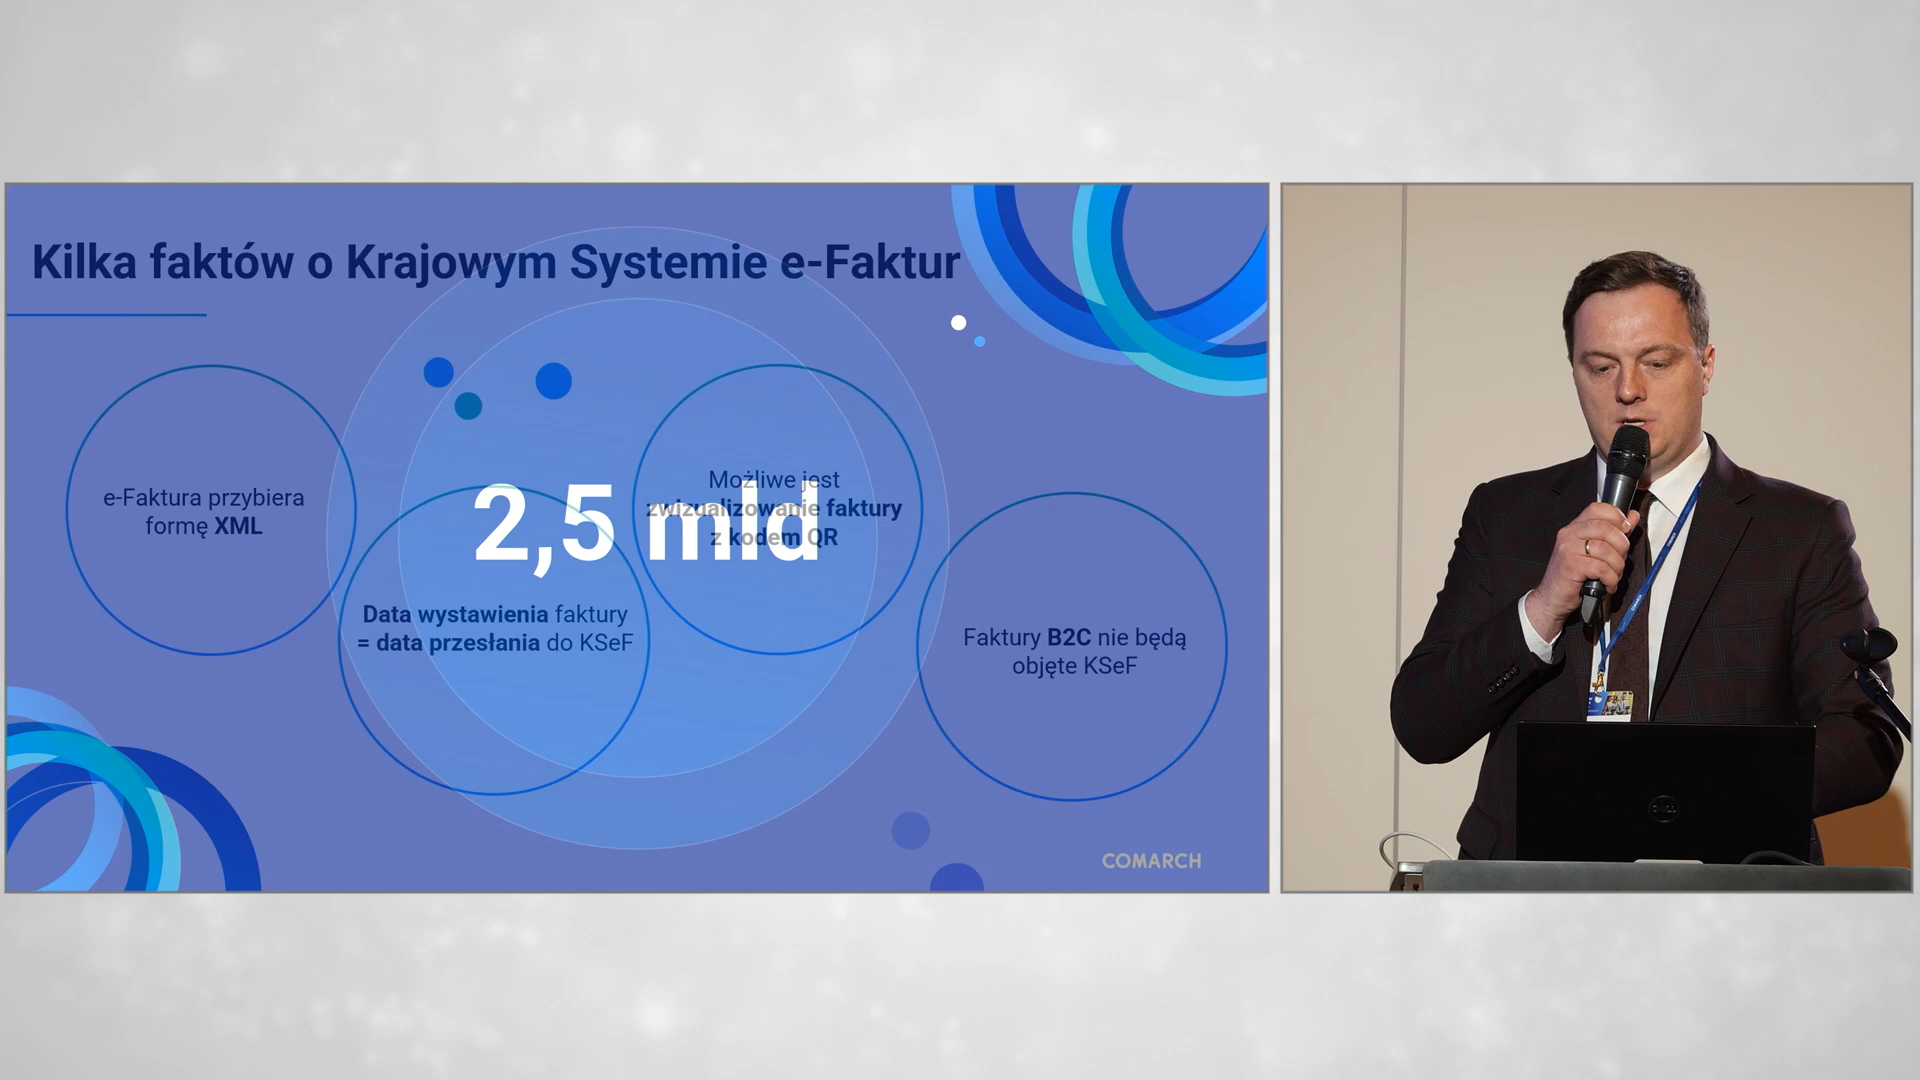 Kilka faktów o Krajowym Systemie e-Faktur
e-Faktura przybiera
formę XML
2,5 mld
Możliwe jest
zwizualizowanie faktury
z kodem QR
Data wystawienia faktury
= data przesłania do KSeF
Faktury B2C nie będą
objęte KSeF
COMARCH
DELL